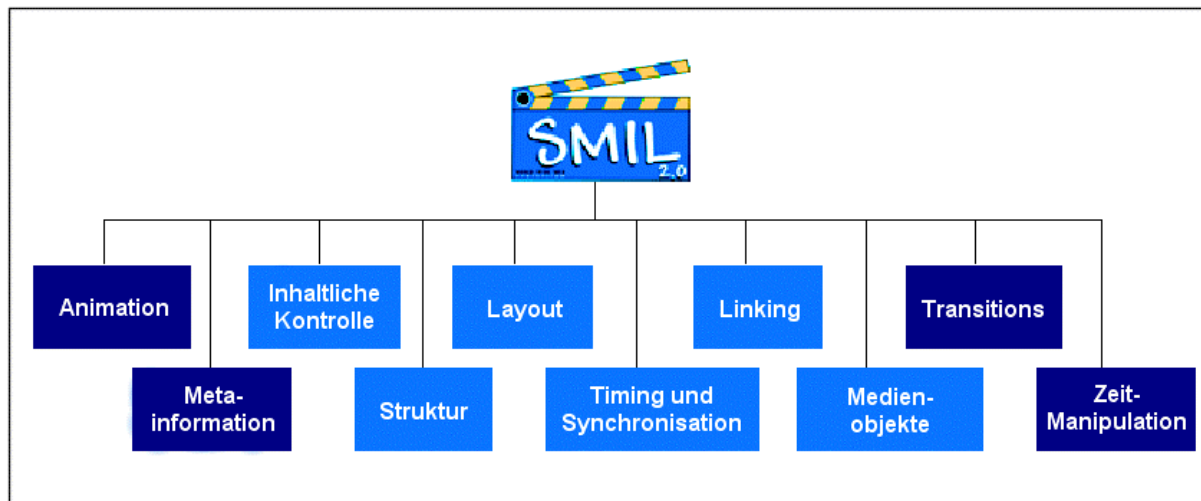 SMIL
2.0
Animation
Inhaltliche
Kontrolle
Layout
Linking
Transitions
Meta-
information
Struktur
Timing und
Synchronisation
Medien-
objekte
Zeit-
Manipulation